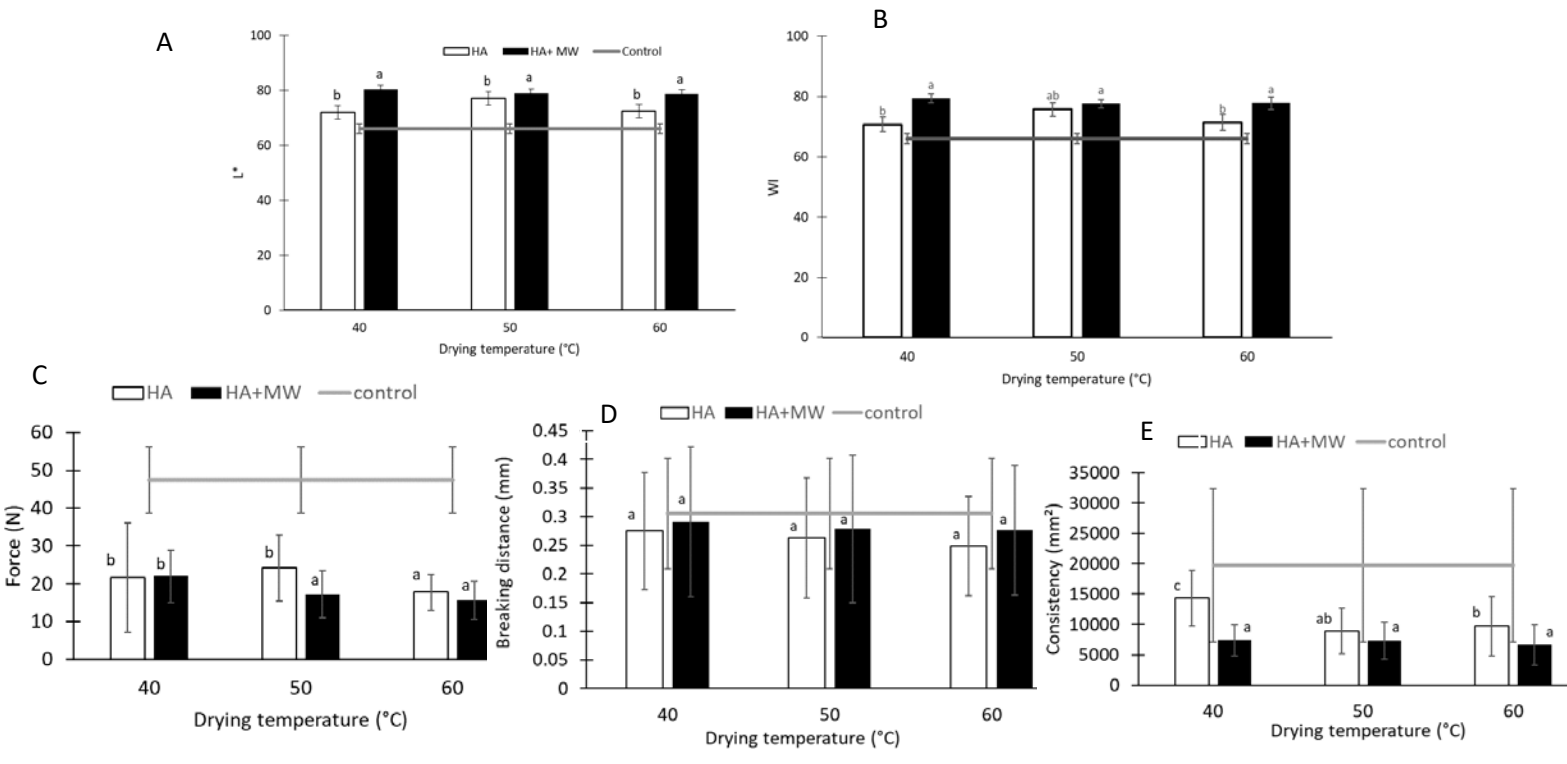 A
HA HA+ MW Control
100
80
60
40
20
0
L*
b a b a b a
40 50 60
Drying temperature (°C)
B
100
80
60
40
20
0
WI
b a ab a b a
40 50 60
Drying temperature (°C)
C
HA HA+MW control
60
50
40
30
20
10
0
Force (N)
b b b a a a
40 50 60
Drying temperature (°C)
D
HA HA+MW control
0.45
0.4
0.35
0.3
0.25
0.2
0.15
0.1
0.05
0
Breaking distance (mm)
a a a a a a
40 50 60
Drying temperature (°C)
E
HA HA+MW control
35000
30000
25000
20000
15000
10000
5000
0
Consistency (mm²)
c a ab a b a
40 50 60
Drying temperature (°C)